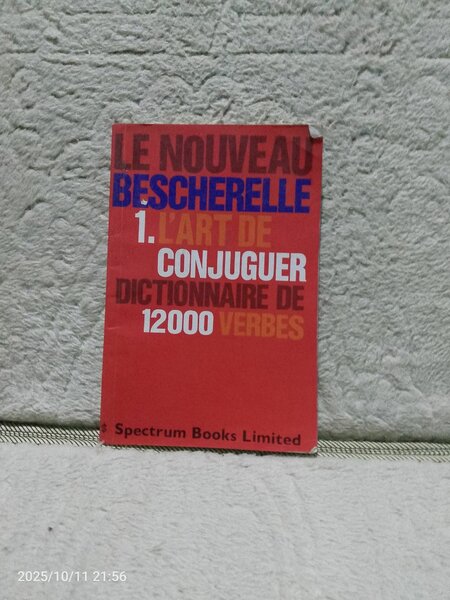 LE NOUVEAU
BESCHERELLE
1. L'ART DE
CONJUGUER
DICTIONNAIRE DE
12000 VERBES
Spectrum Books Limited
2025/10/11 21:56